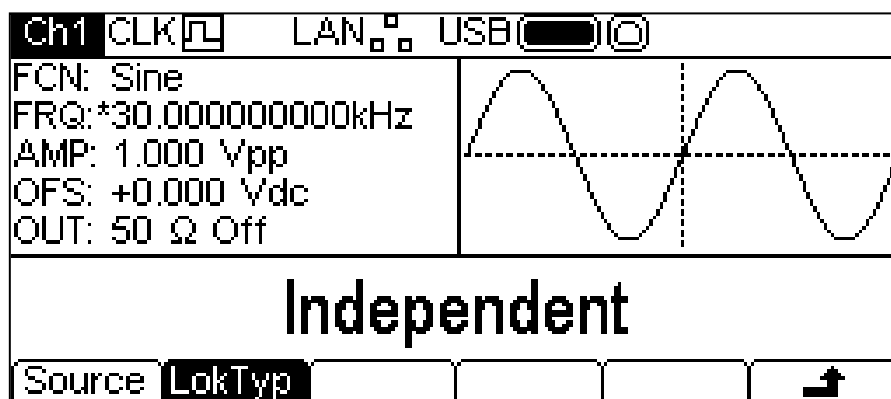 Ch1 CLK LAN USB
FCN: Sine
FRQ:*30.000000000kHz
AMP: 1.000 Vpp
OFS: +0.000 Vdc
OUT: 50 Ω Off
Independent
Source LokTyp